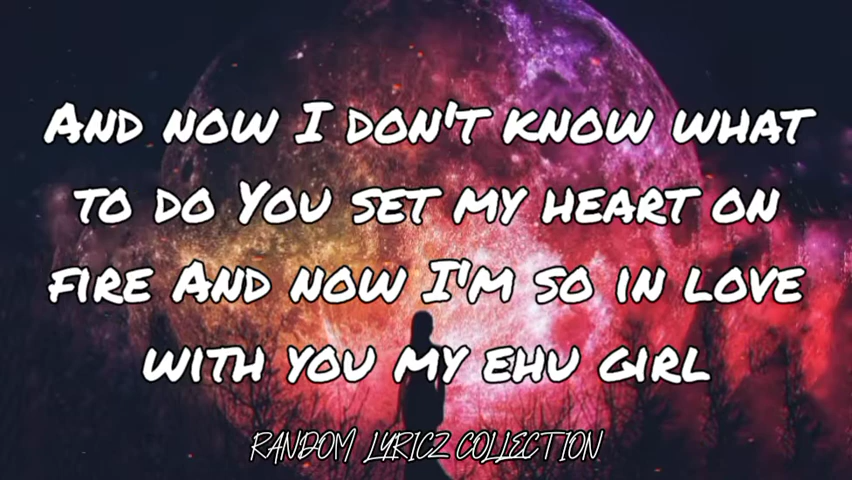 And now I don't know what
to do You set my heart on
fire And now I'm so in love
with you my ehu girl
RANDOM LYRICZ COLLECTION